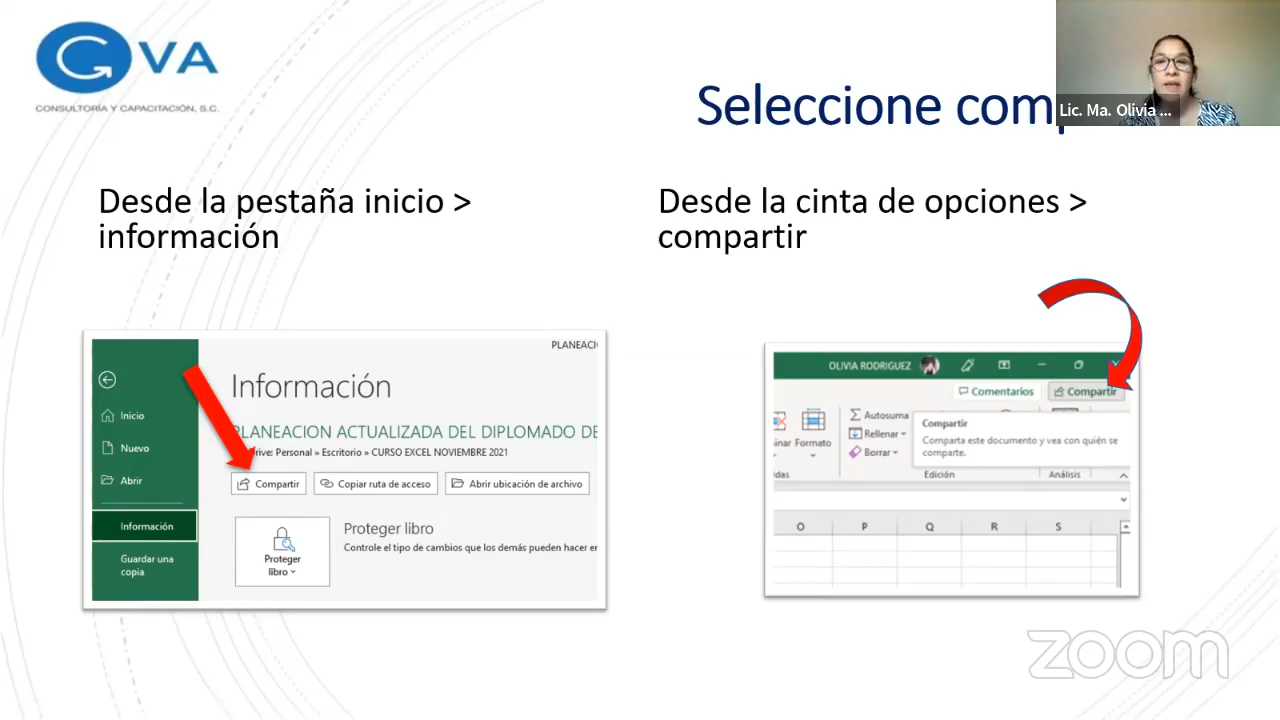 GVA
CONSULTORÍA Y CAPACITACIÓN, S.C.
Lic. Ma. Olivia ...
Seleccione
Desde la pestaña inicio >
información
Desde la cinta de opciones >
compartir
Inicio
Nuevo
Abrir
Información
Guardar una
copia
Información
PLANEACION ACTUALIZADA DEL DIPLOMADO DE
Personal » Escritorio » CURSO EXCEL NOVIEMBRE 2021
Compartir
Copiar ruta de acceso
Abrir ubicación de archivo
Proteger
libro
Proteger libro
Controle el tipo de cambios que los demás pueden hacer
OLIVIA RODRIGUEZ
Comentarios
Compartir
Formato
Autosuma
Rellenar
Borrar
Edición
Análisis
Compartir
Comparta este documento y vea con quién se
comparte.
O P Q R S
zoom